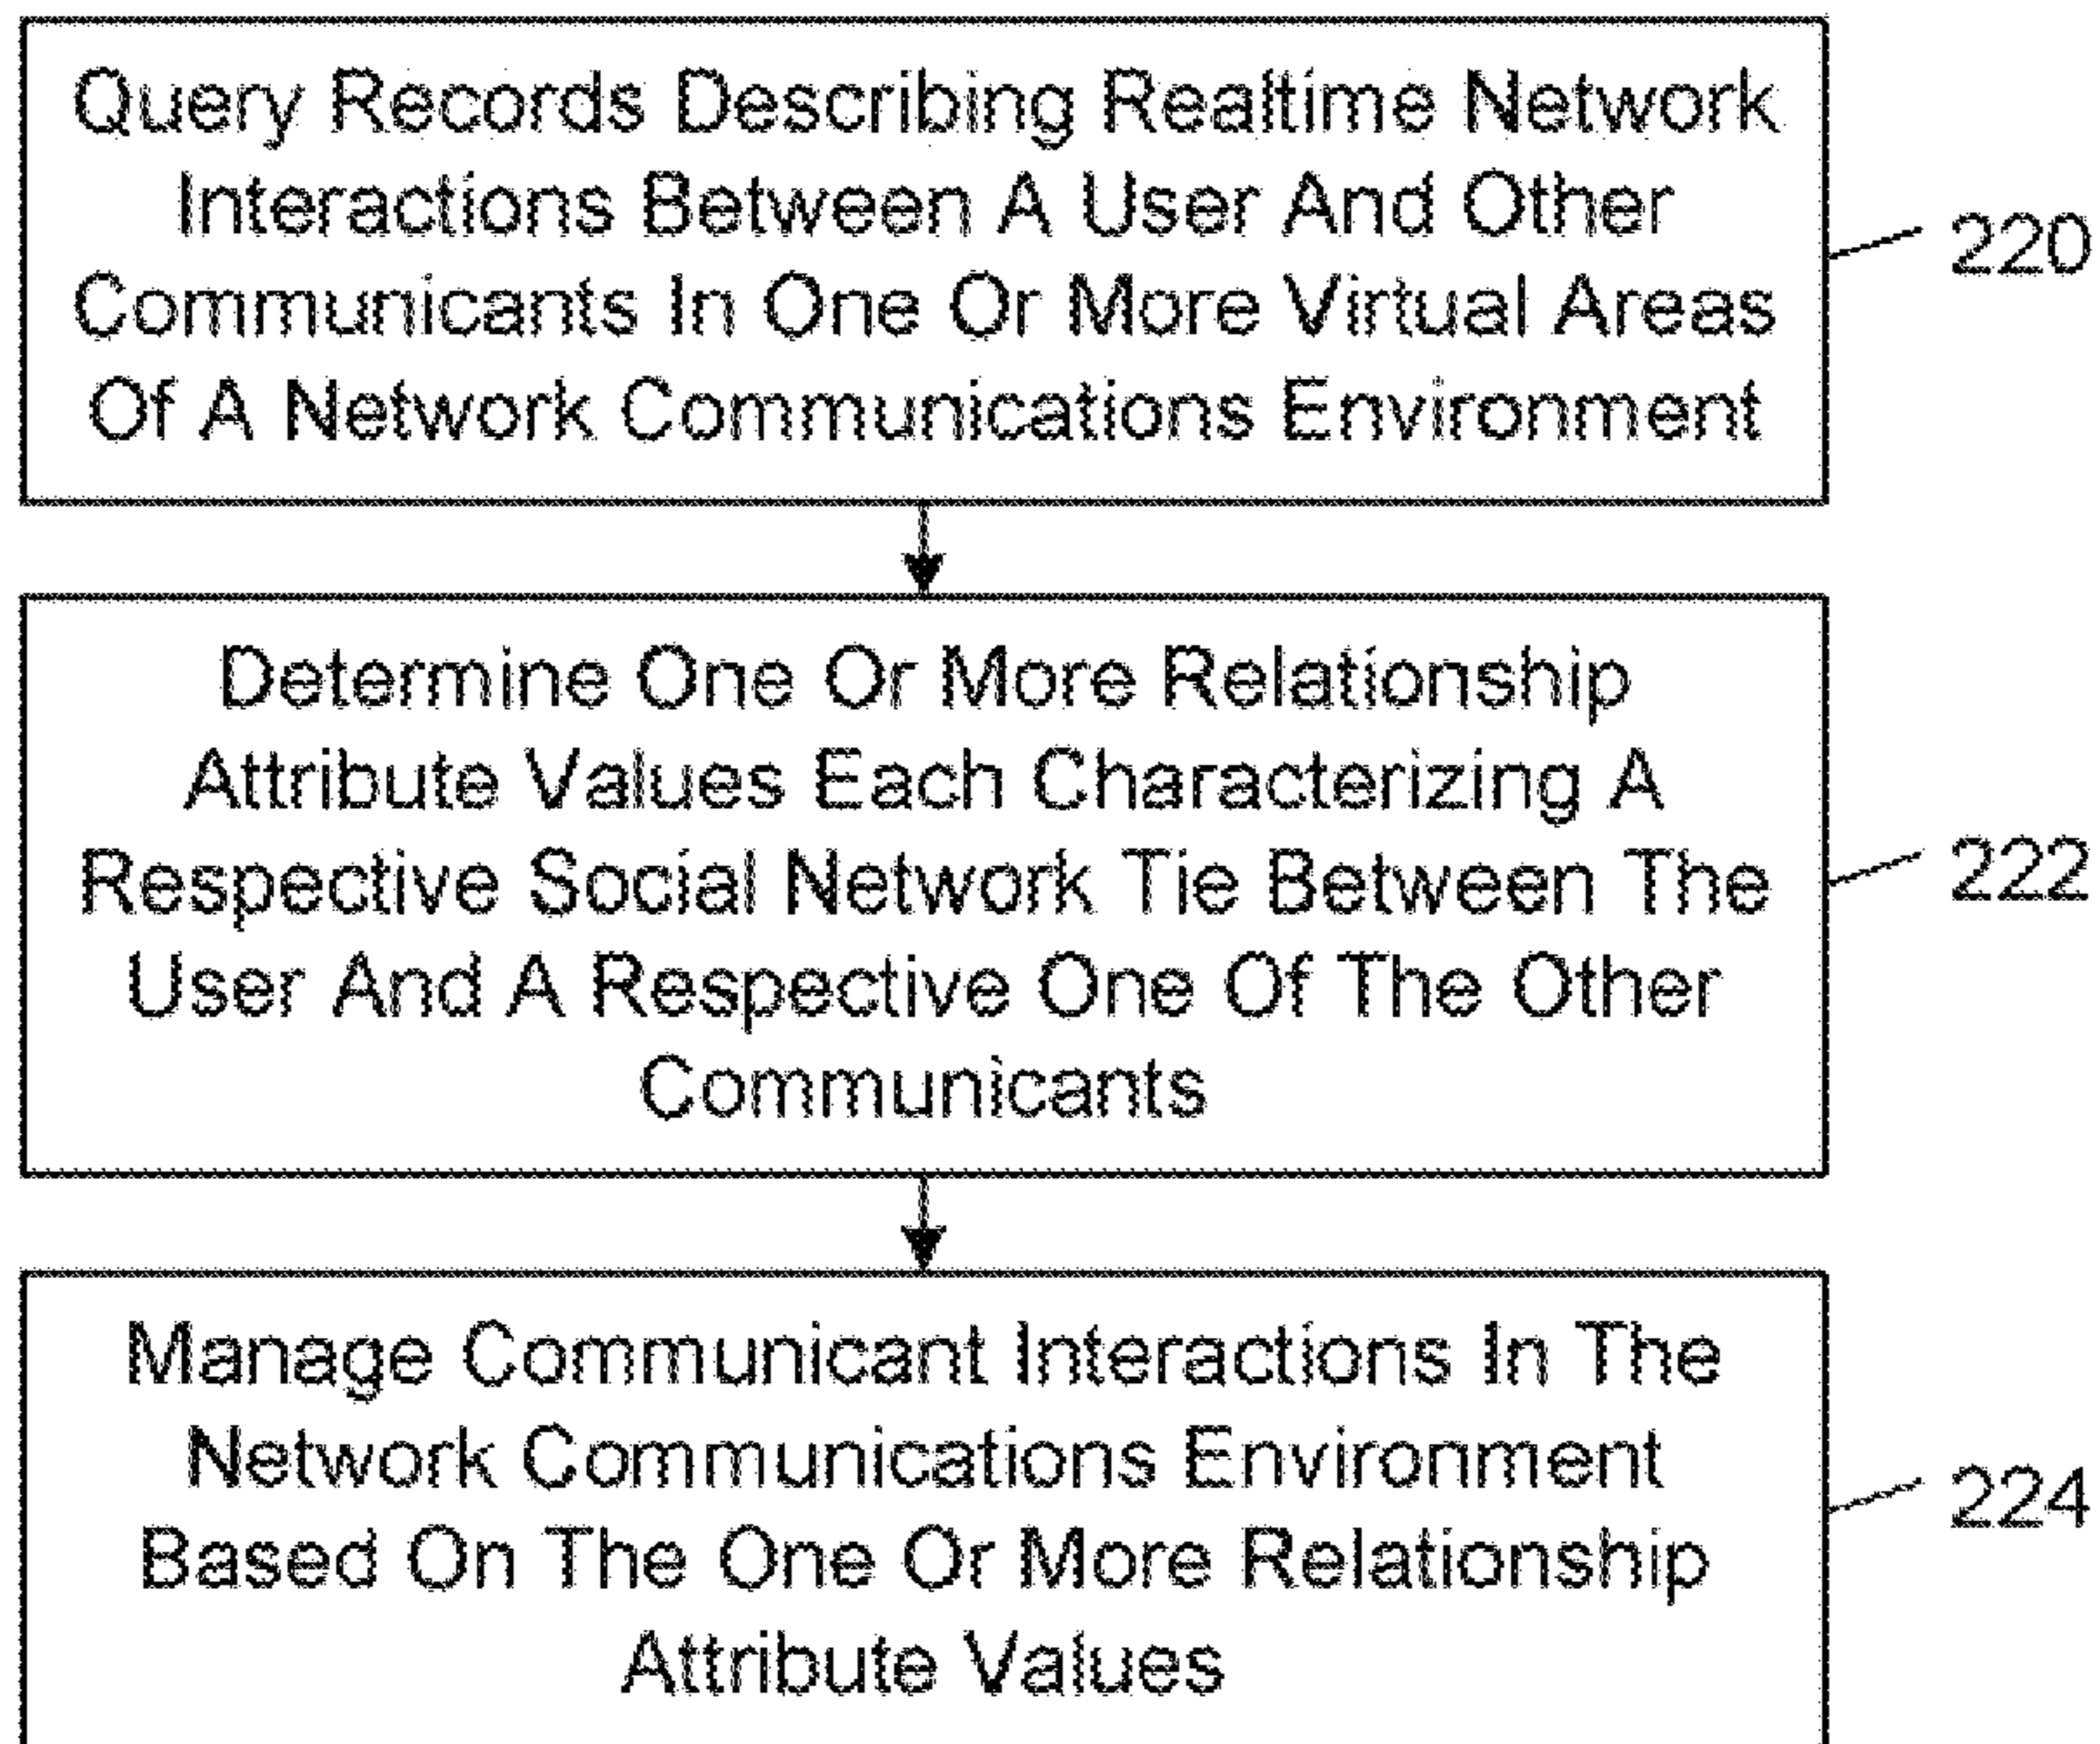 Query Records Describing Realtime Network
Interactions Between A User And Other
Communicants In One Or More Virtual Areas
Of A Network Communications Environment
220
Determine One Or More Relationship
Attribute Values Each Characterizing A
Respective Social Network Tie Between The
User And A Respective One Of The Other
Communicants
222
Manage Communicant Interactions In The
Network Communications Environment
Based On The One Or More Relationship
Attribute Values
224